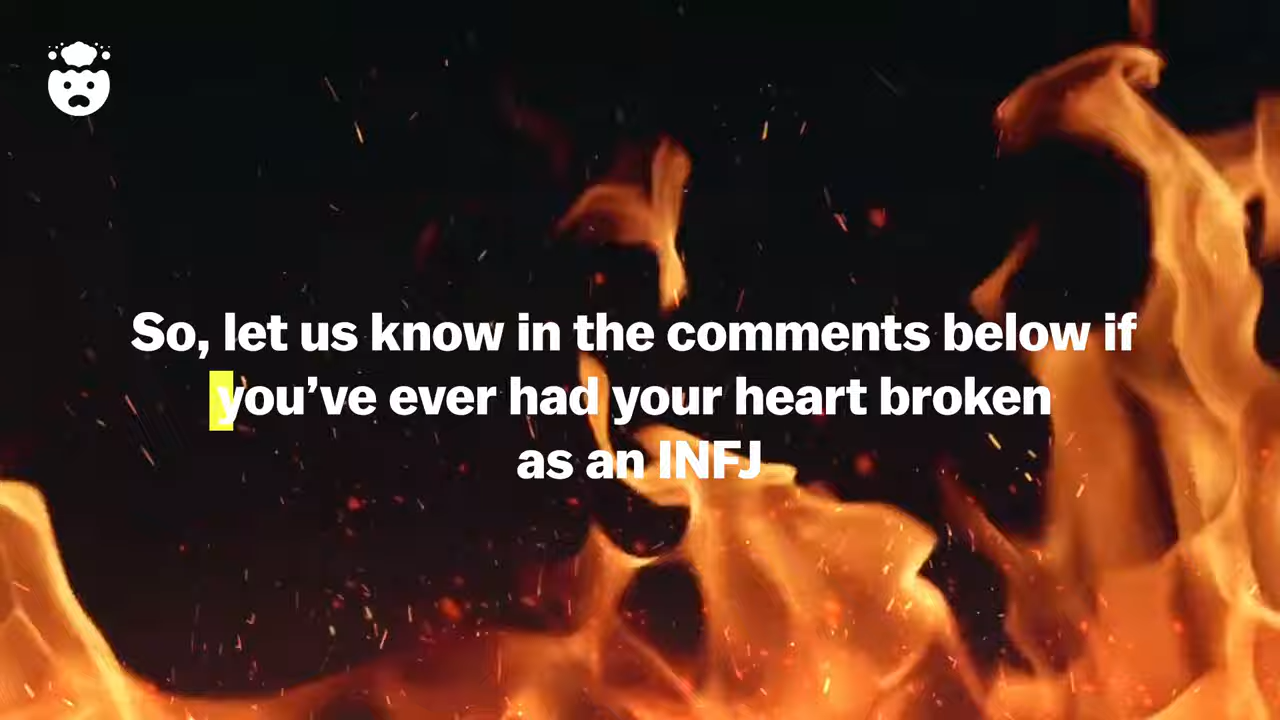 So, let us know in the comments below if
you’ve ever had your heart broken
as an INFJ